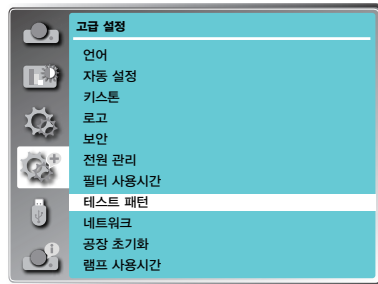 고급 설정
언어
자동 설정
키스톤
로고
보안
전원 관리
필터 사용시간
테스트 패턴
네트워크
공장 초기화
램프 사용시간